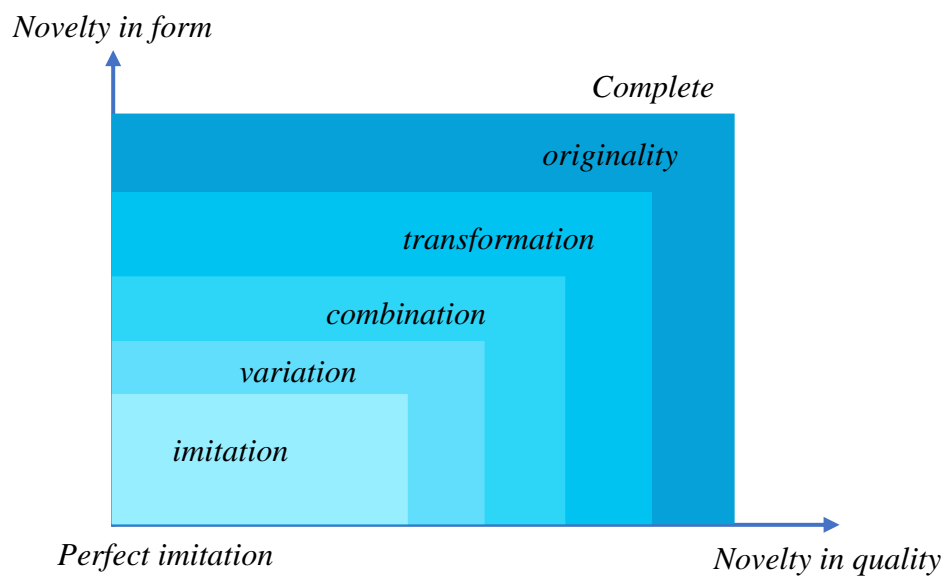 Novelty in form
Complete
originality
transformation
combination
variation
imitation
Perfect imitation
Novelty in quality